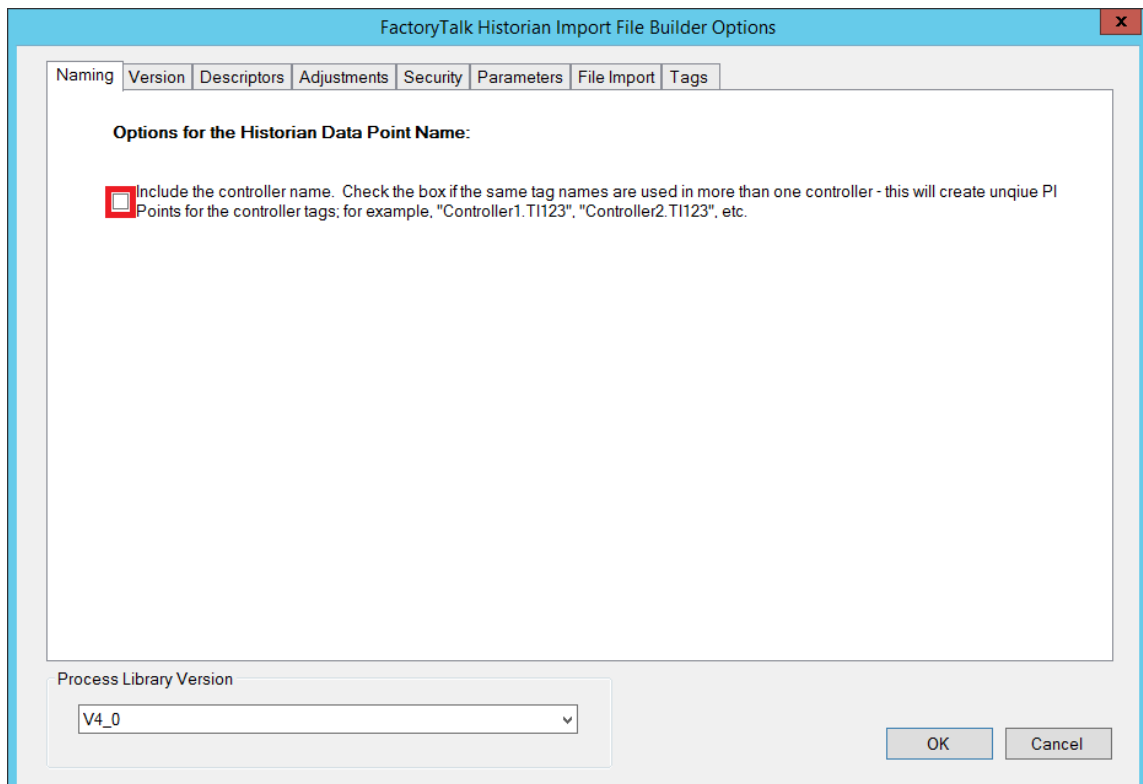 FactoryTalk Historian Import File Builder Options
x
Naming Version Descriptors Adjustments Security Parameters File Import Tags
Options for the Historian Data Point Name:
Include the controller name. Check the box if the same tag names are used in more than one controller - this will create unqiue PI
Points for the controller tags; for example, "Controller1.TI123", "Controller2.TI123", etc.
Process Library Version
V4_0
OK Cancel